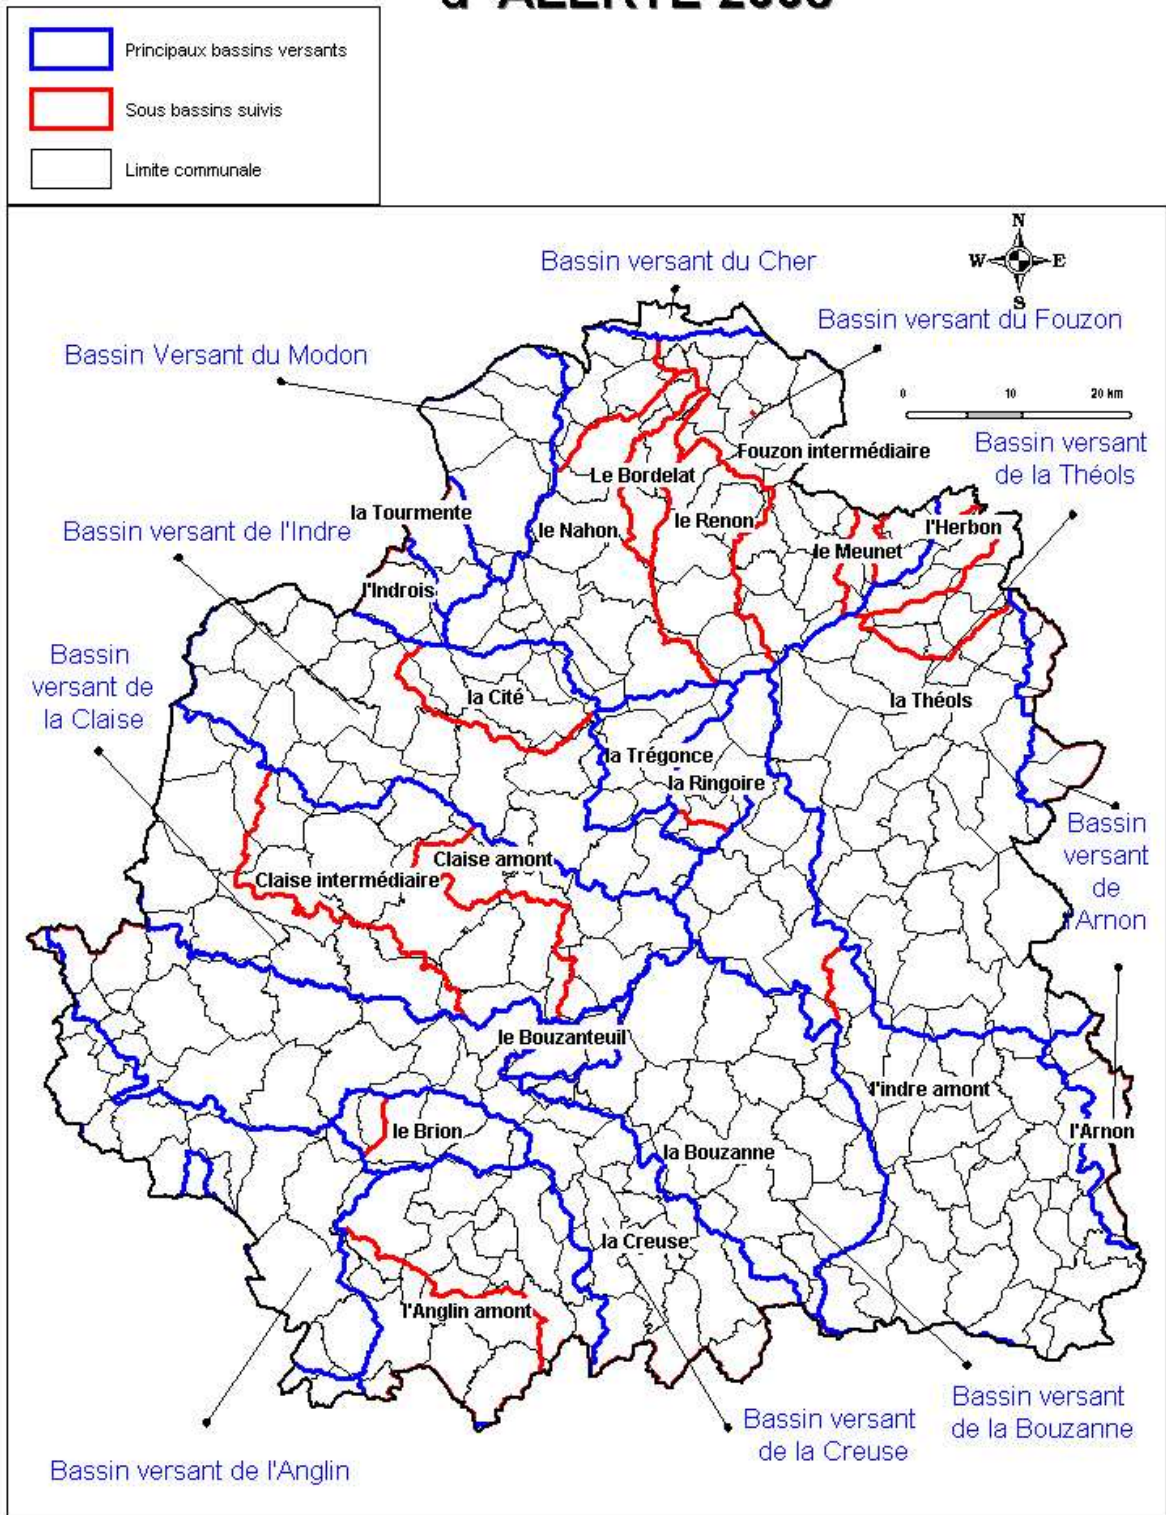 Principaux bassins versants
Sous bassins suivis
Limite communale
N
W E
S
Bassin versant du Cher
Bassin versant du Fouzon
Bassin Versant du Modon
0 10 20 km
Bassin versant
de la Théols
Fouzon intermédiaire
Le Bordelat
la Tourmente
le Nahon
le Renon
l'Herbon
le Meunet
Bassin versant de l'Indre
l'Indrois
Bassin
versant de
la Claise
la Cité
la Théols
la Trégonce
la Ringoire
Bassin
versant
de
l'Arnon
Claise amont
Claise intermédiaire
le Bouzanteuil
l'indre amont
le Brion
l'Arnon
la Bouzanne
la Creuse
l'Anglin amont
Bassin versant
de la Bouzanne
Bassin versant
de la Creuse
Bassin versant de l'Anglin